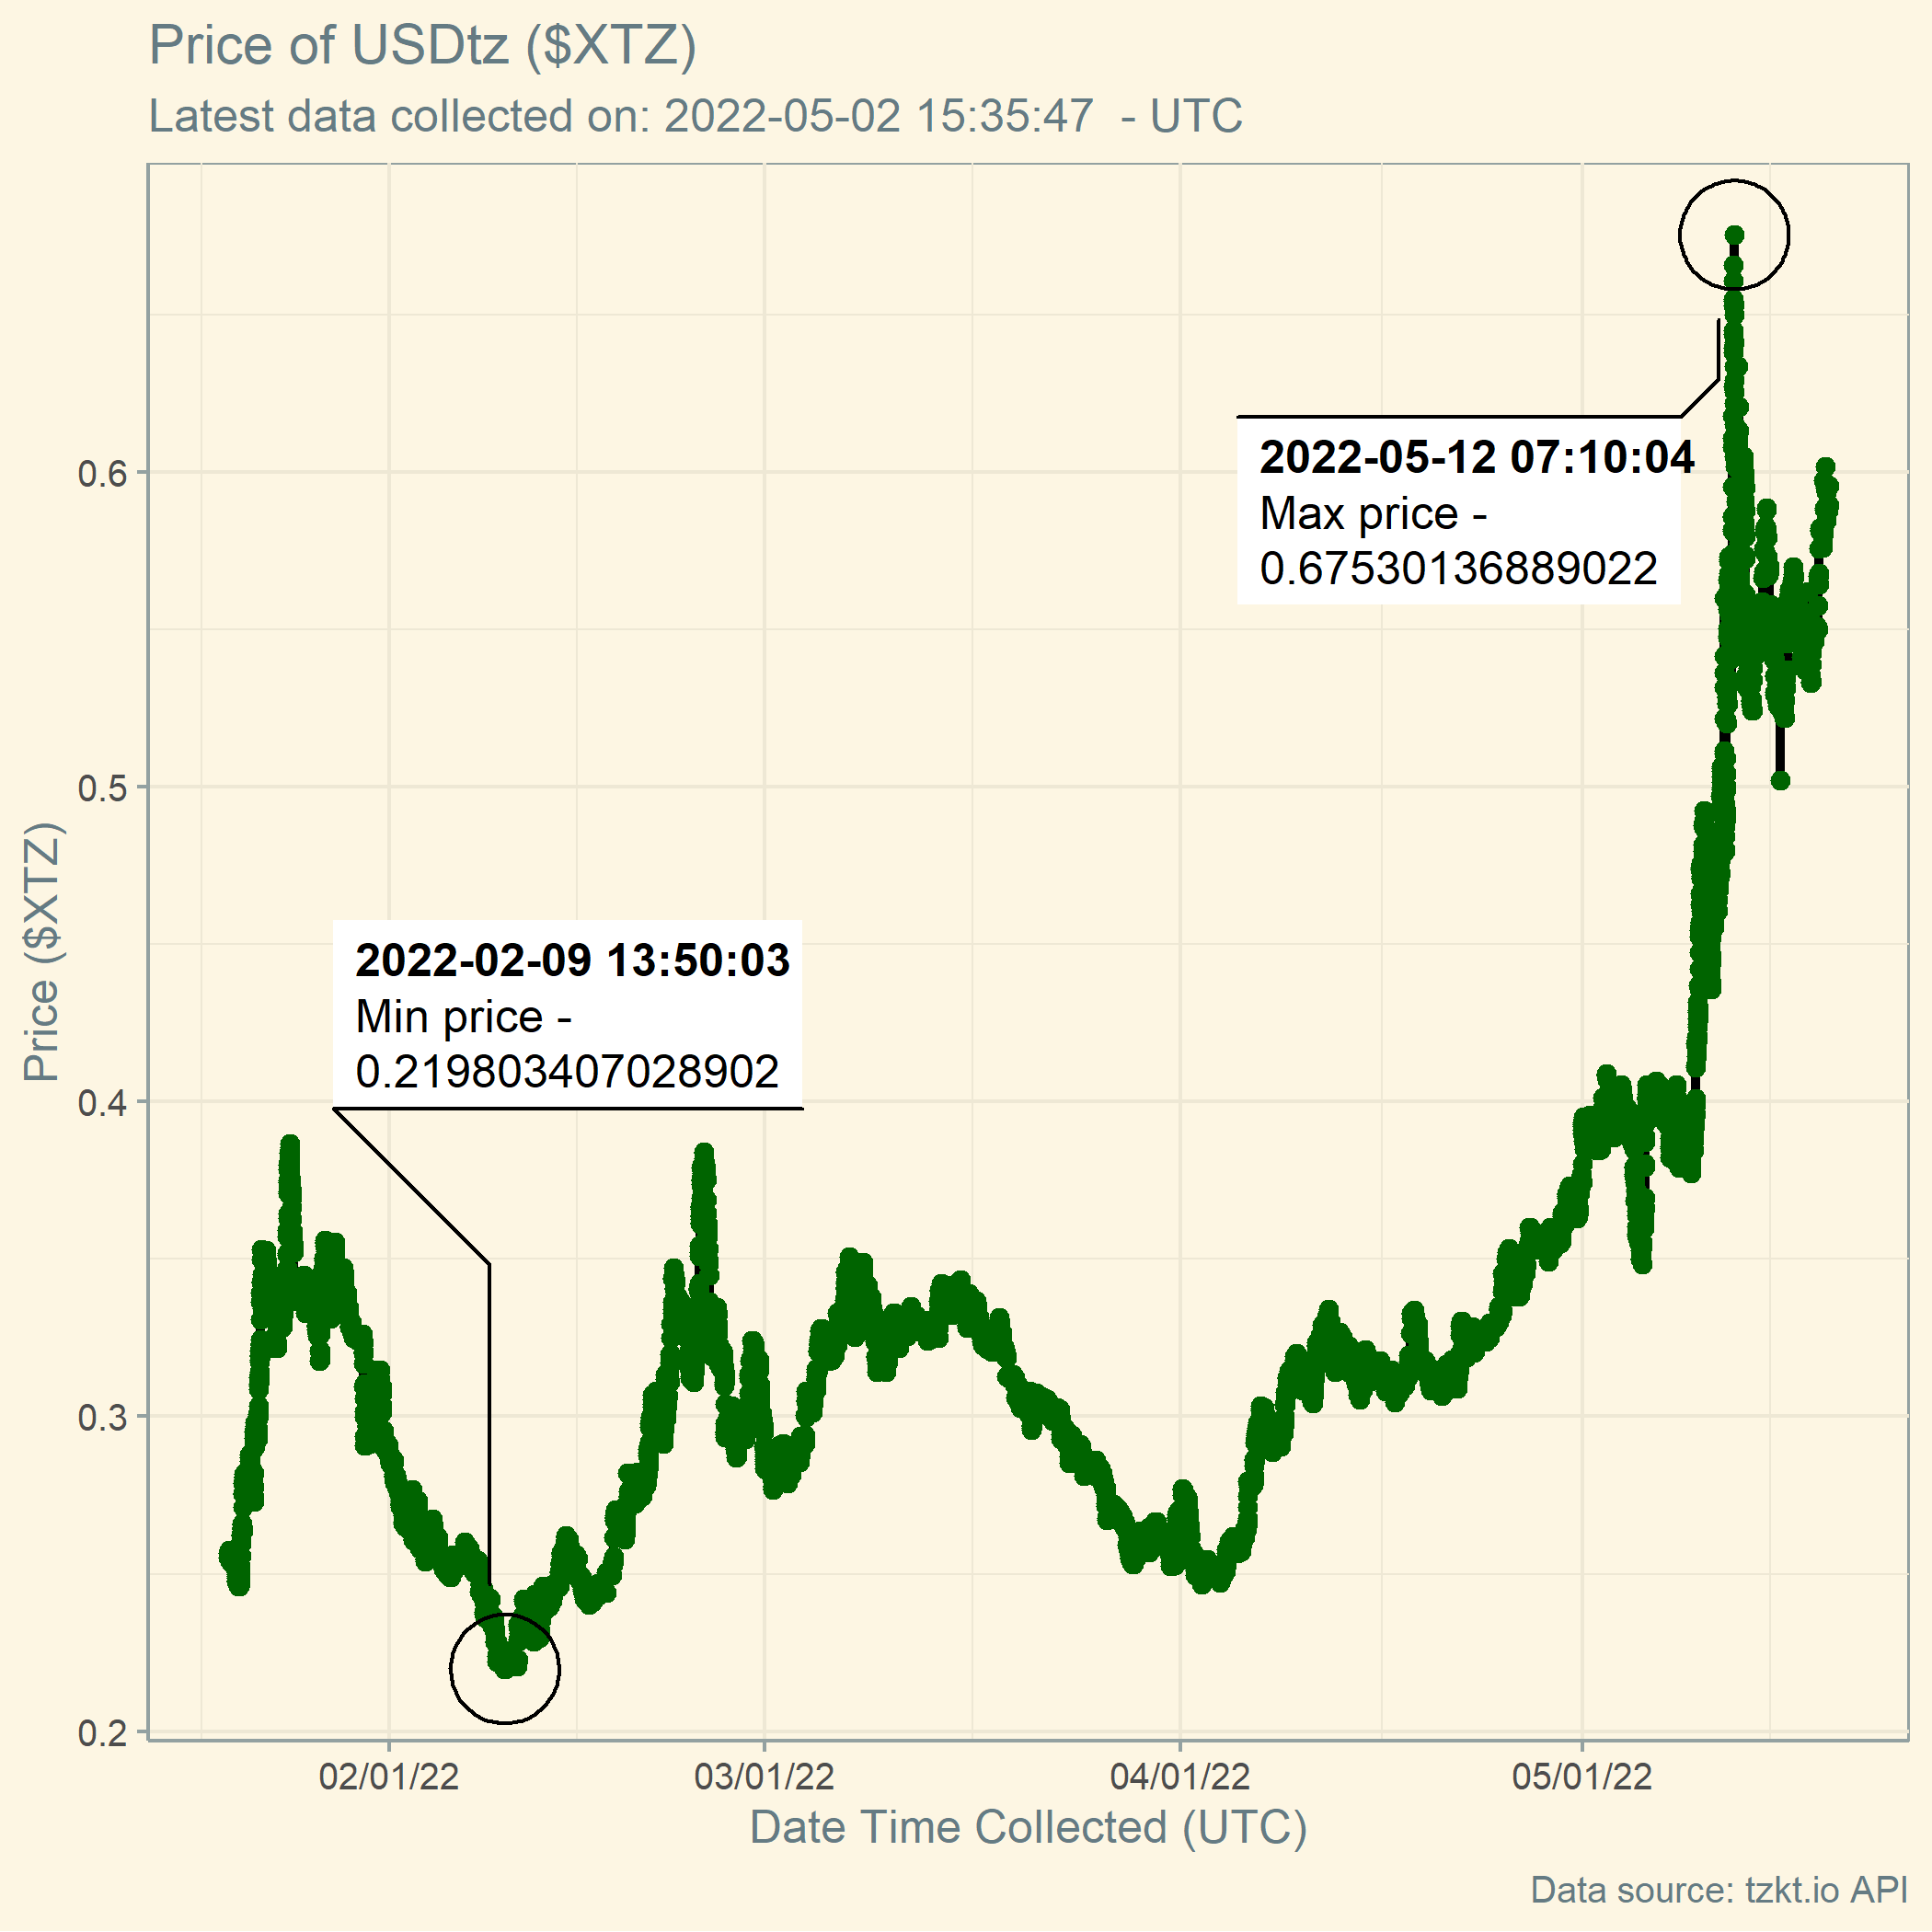 Price of USDtz ($XTZ)
Latest data collected on: 2022-05-02 15:35:47  - UTC
Price ($XTZ)
0.6
0.5
0.4
0.3
0.2
2022-05-12 07:10:04
Max price -
0.67530136889022
2022-02-09 13:50:03
Min price -
0.219803407028902
02/01/22
03/01/22
04/01/22
05/01/22
Date Time Collected (UTC)
Data source: tzkt.io API